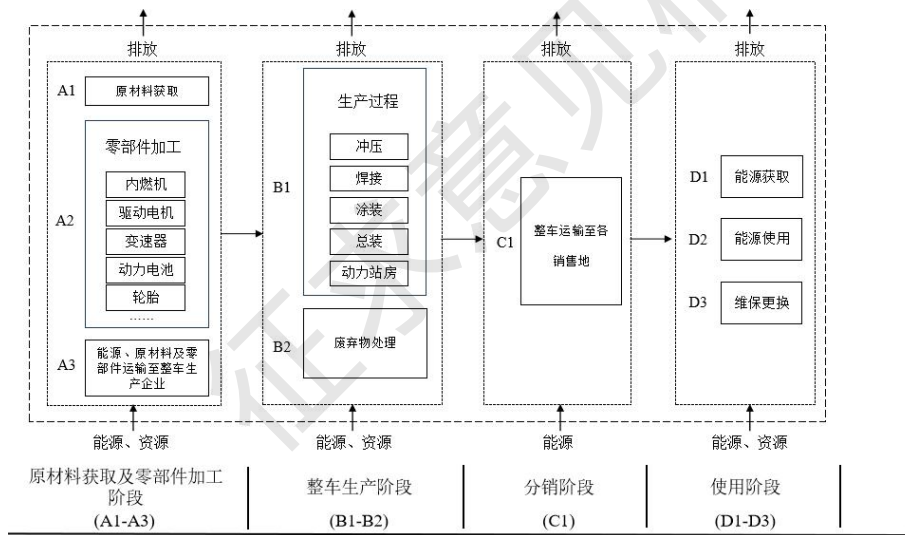 排放
排放
排放
排放
A1
原材料获取
A2
零部件加工
内燃机
驱动电机
变速器
动力电池
轮胎
……
A3
能源、原材料及零
部件运输至整车生
产企业
B1
生产过程
冲压
焊接
涂装
总装
动力站房
B2
废弃物处理
C1
整车运输至各
销售地
D1
能源获取
D2
能源使用
D3
维保更换
能源、资源
能源、资源
能源
能源、资源
原材料获取及零部件加工
阶段
(A1-A3)
整车生产阶段
(B1-B2)
分销阶段
(C1)
使用阶段
(D1-D3)
征求意见稿